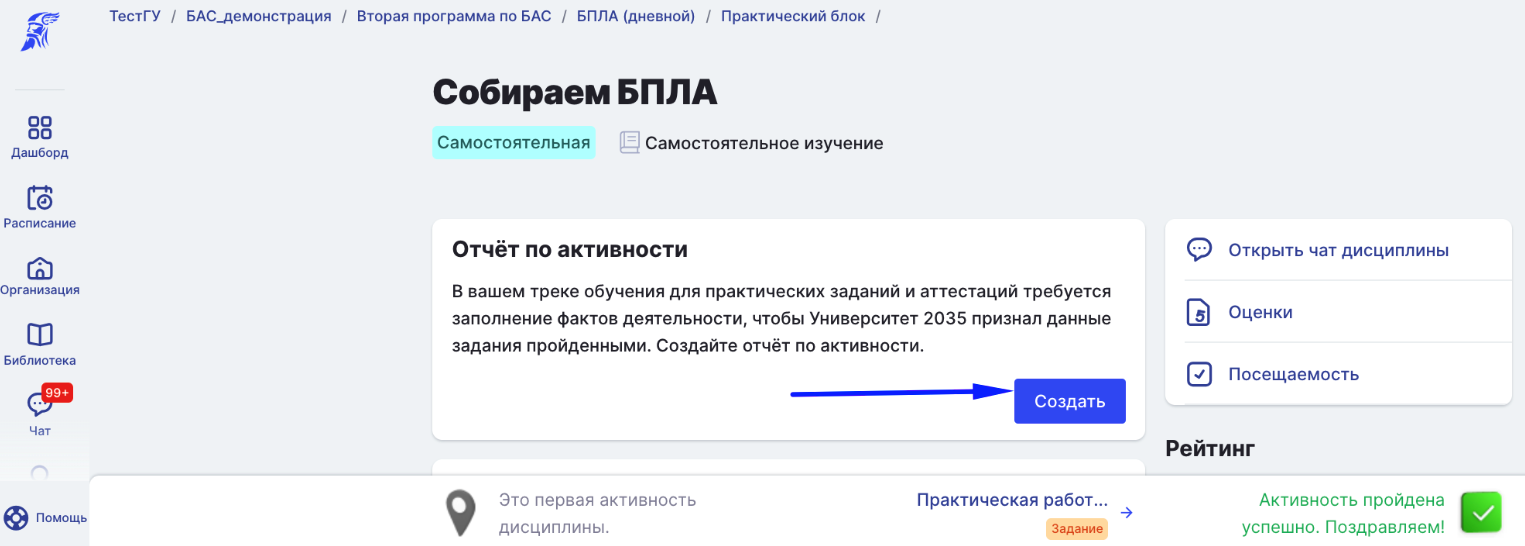 ТестГУ / БАС_демонстрация / Вторая программа по БАС / БПЛА (дневной) / Практический блок /
Собираем БПЛА
Самостоятельная Самостоятельное изучение
Дашборд
Расписание
Организация
Библиотека
99+
Чат
Помощь
Отчёт по активности
В вашем треке обучения для практических заданий и аттестаций требуется
заполнение фактов деятельности, чтобы Университет 2035 признал данные
задания пройденными. Создайте отчёт по активности.
Создать
Открыть чат дисциплины
5 Оценки
Посещаемость
Рейтинг
Это первая активность
дисциплины.
Практическая работ...
Задание
Активность пройдена
успешно. Поздравляем!